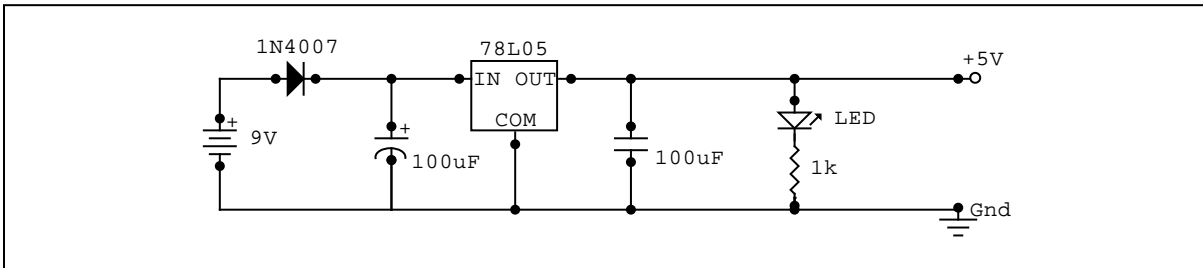 1N4007
78L05
+5V
IN OUT
+
COM
+
9V
LED
100uF
100uF
1k
Gnd